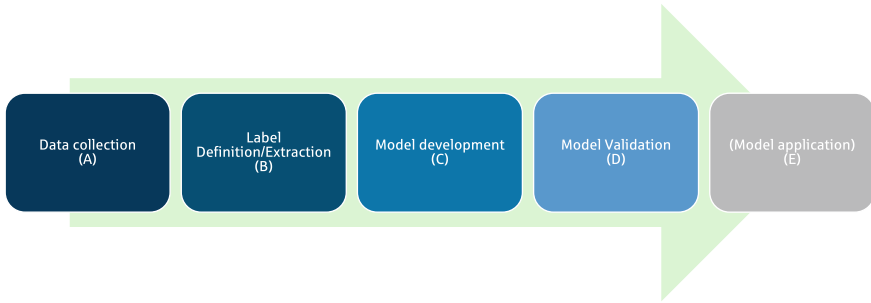 Data collection
(A)
Label
Definition/Extraction
(B)
Model development
(C)
Model Validation
(D)
(Model application)
(E)